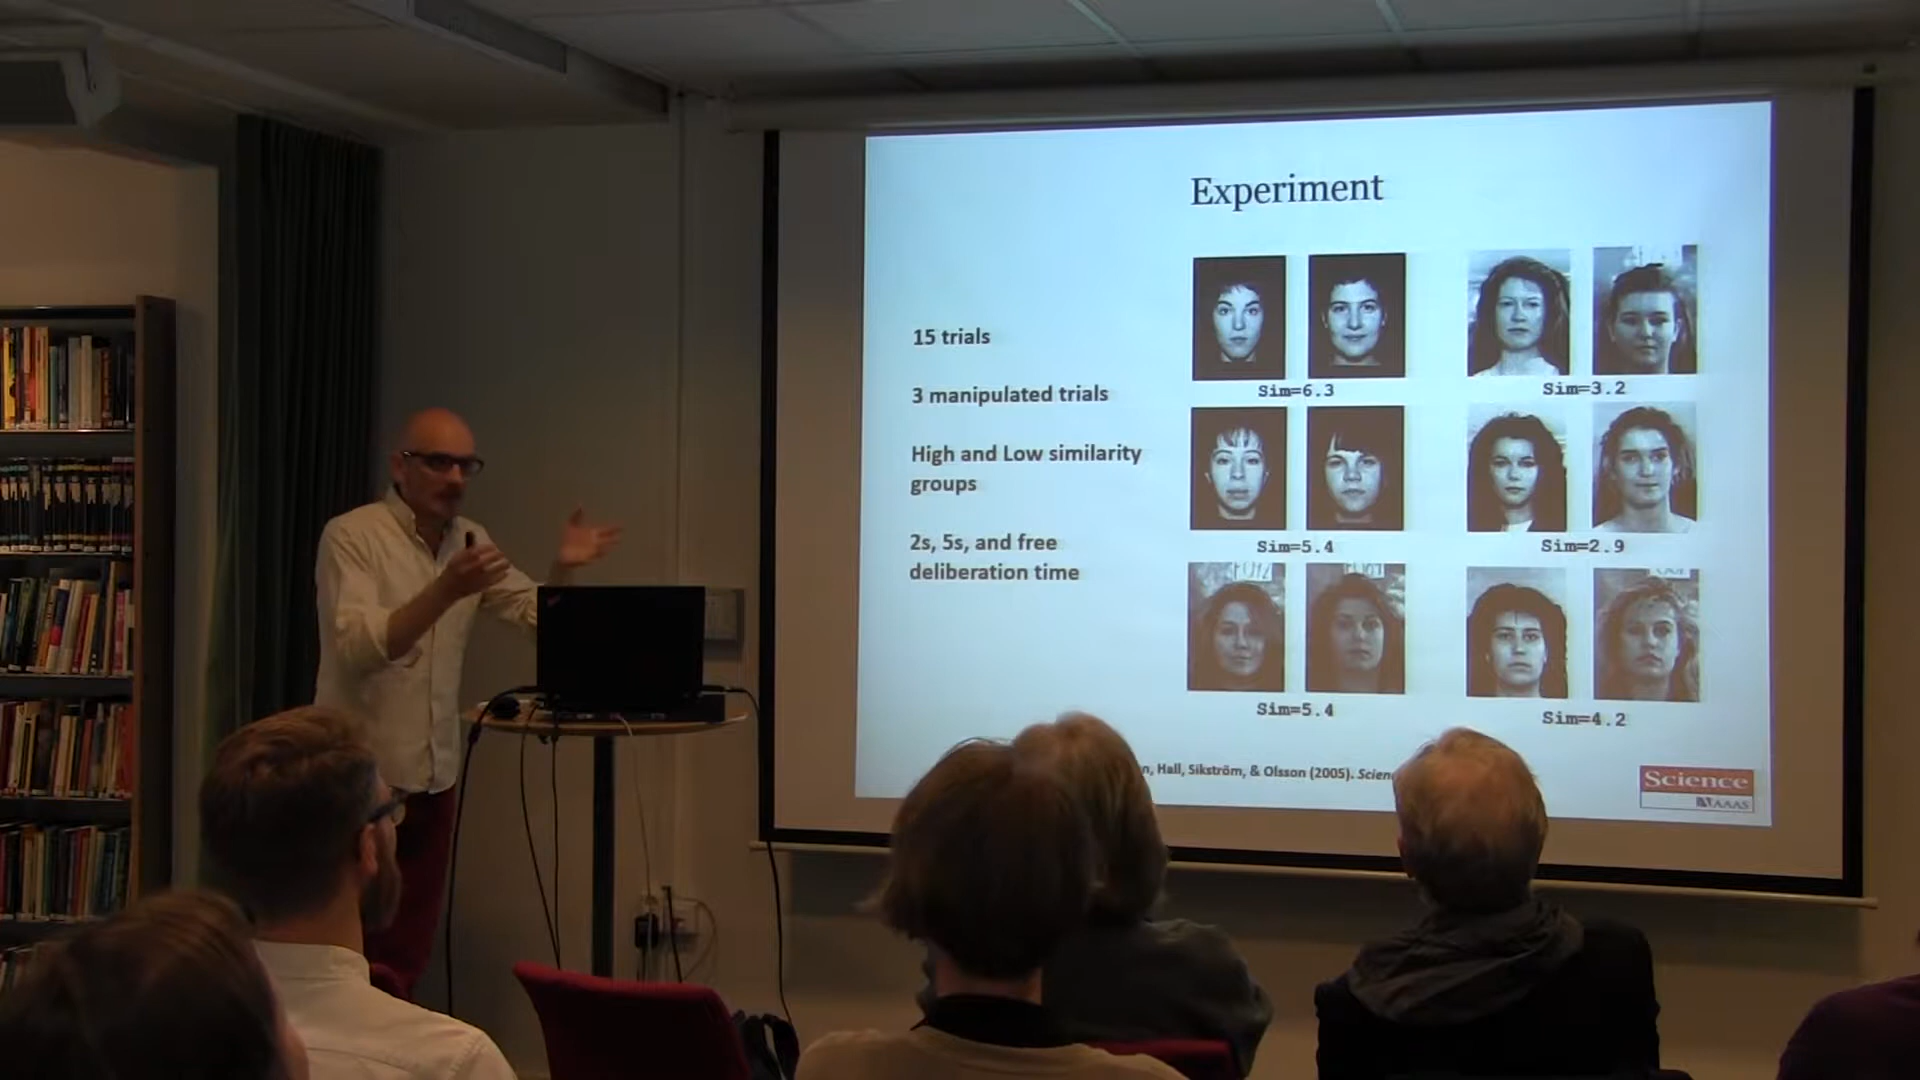 Experiment
15 trials
3 manipulated trials
High and Low similarity
groups
2s, 5s, and free
deliberation time
Sim=6.3
Sim=3.2
Sim=5.4
Sim=2.9
Sim=5.4
Sim=4.2
Hall, Sikström, & Olsson (2005).
Science
AAAS